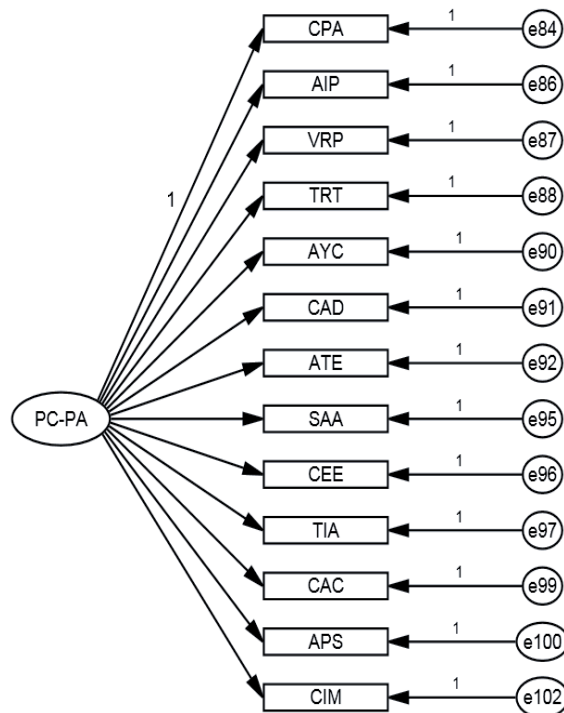 CPA 1 e84
AIP 1 e86
VRP 1 e87
1 TRT 1 e88
AYC 1 e90
CAD 1 e91
ATE 1 e92
PC-PA SAA 1 e95
CEE 1 e96
TIA 1 e97
CAC 1 e99
APS 1 e100
CIM 1 e102